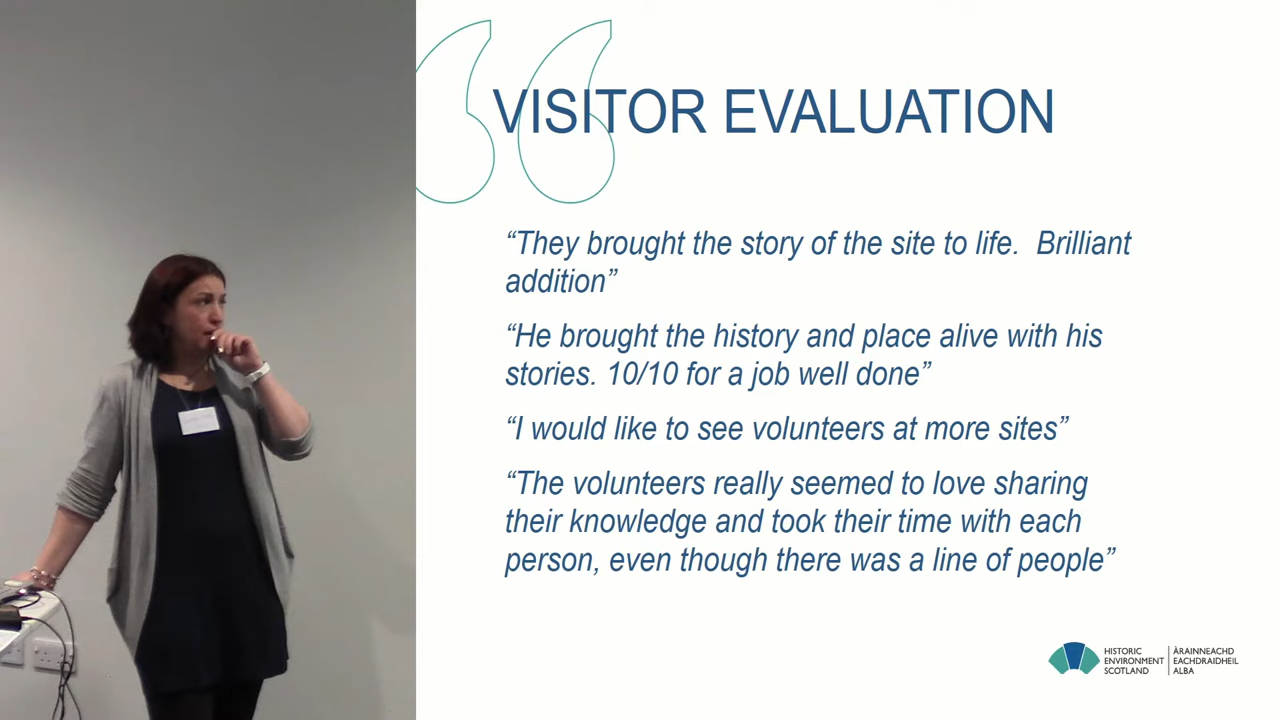 VISITOR EVALUATION
“They brought the story of the site to life.  Brilliant
addition”
“He brought the history and place alive with his
stories. 10/10 for a job well done”
“I would like to see volunteers at more sites”
“The volunteers really seemed to love sharing
their knowledge and took their time with each
person, even though there was a line of people”
HISTORIC
ENVIRONMENT
SCOTLAND
ÀRAINNEACHD
EACHDRAIDHEIL
ALBA